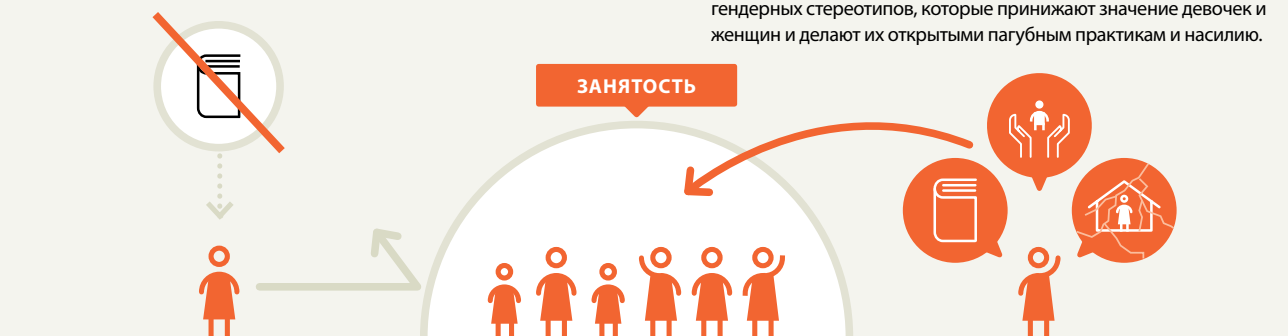 гендерных стереотипов, которые принижают значение девочек и
женщин и делают их открытыми пагубным практикам и насилию.
ЗАНЯТОСТЬ